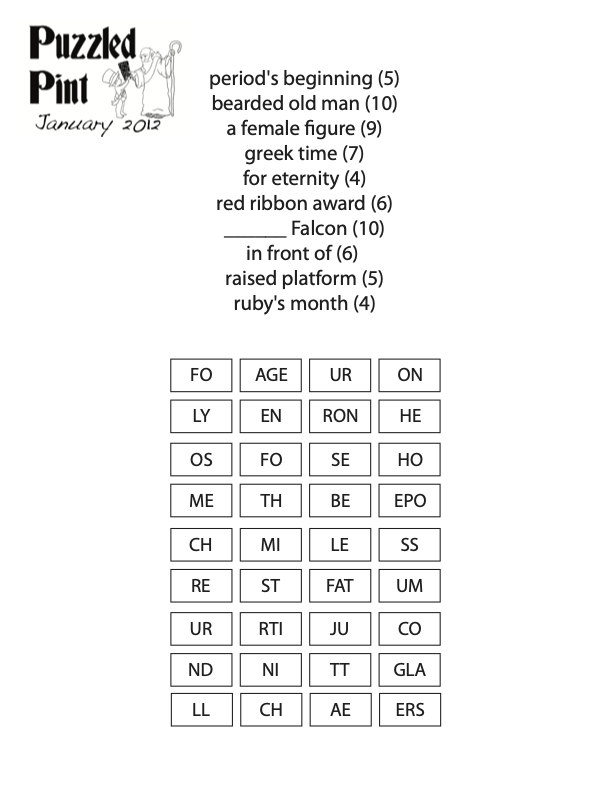 Puzzled
Pint
January 2012
period's beginning (5)
bearded old man (10)
a female figure (9)
greek time (7)
for eternity (4)
red ribbon award (6)
______ Falcon (10)
in front of (6)
raised platform (5)
ruby's month (4)
FO AGE UR ON
LY EN RON HE
OS FO SE HO
ME TH BE EPO
CH MI LE SS
RE ST FAT UM
UR RTI JU CO
ND NI TT GLA
LL CH AE ERS